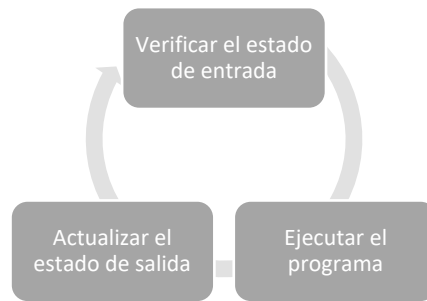 Verificar el estado
de entrada
Ejecutar el
programa
Actualizar el
estado de salida